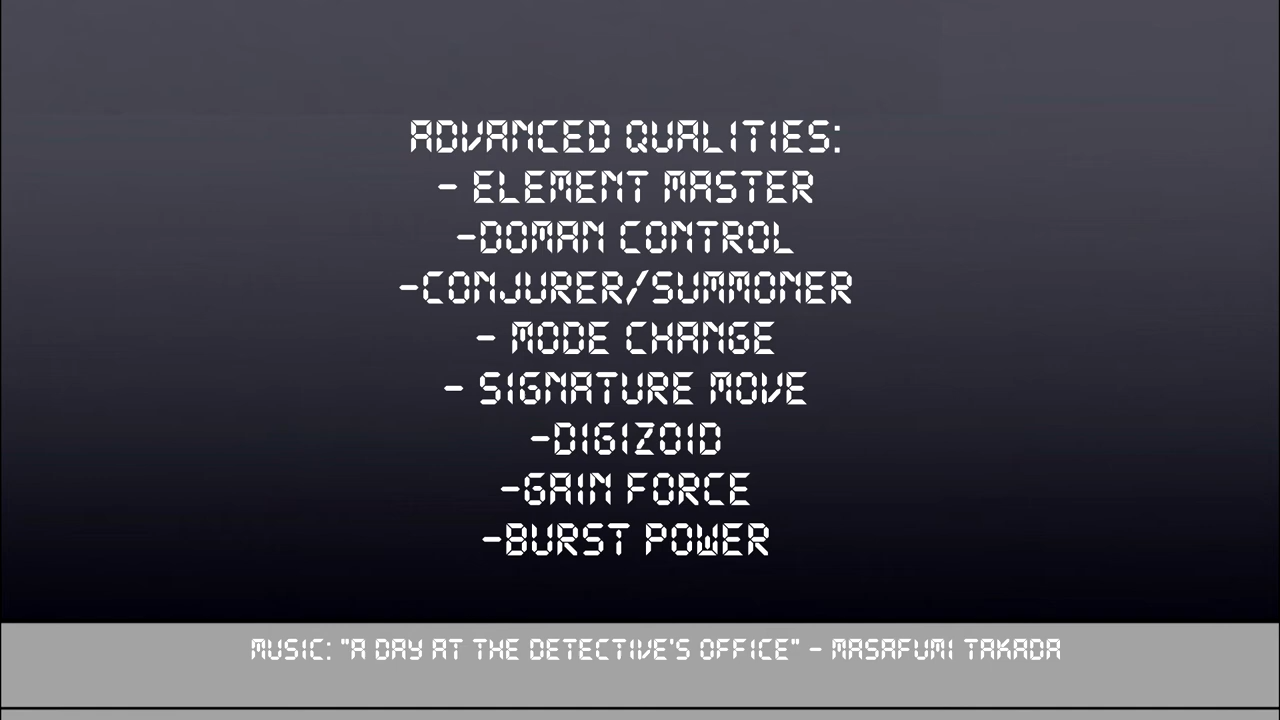 ADVANCED QUALITIES:
- ELEMENT MASTER
-DOMAN CONTROL
-CONJURER/SUMMONER
- MODE CHANGE
- SIGNATURE MOVE
-DIGIZOID
-GAIN FORCE
-BURST POWER
MUSIC: "A DAY AT THE DETECTIVE'S OFFICE" - MASAFUMI TAKADA